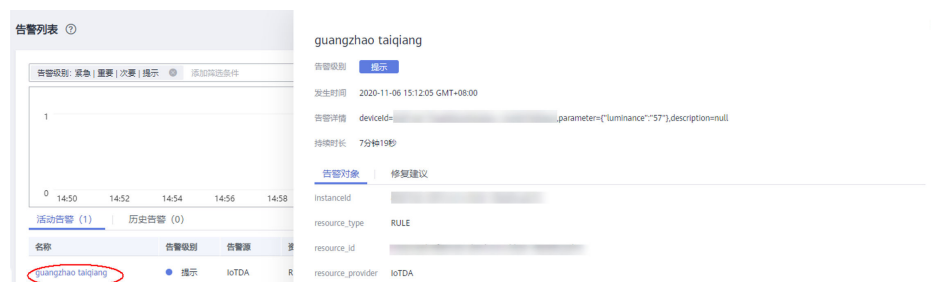 告警列表
告警级别: 紧急 | 重要 | 次要 | 提示 添加筛选条件
1
0
14:50 14:52 14:54 14:56 14:58
活动告警（1） 历史告警（0）
名称 告警级别 告警源
guangzhao taiqiang 提示 IoTDA R
guangzhao taiqiang
告警级别 提示
发生时间 2020-11-06 15:12:05 GMT+08:00
告警详情 deviceId= ,parameter={"luminance":"57"},description=null
持续时长 7分钟19秒
告警对象 修复建议
instanceId
resource_type RULE
resource_id
resource_provider IoTDA